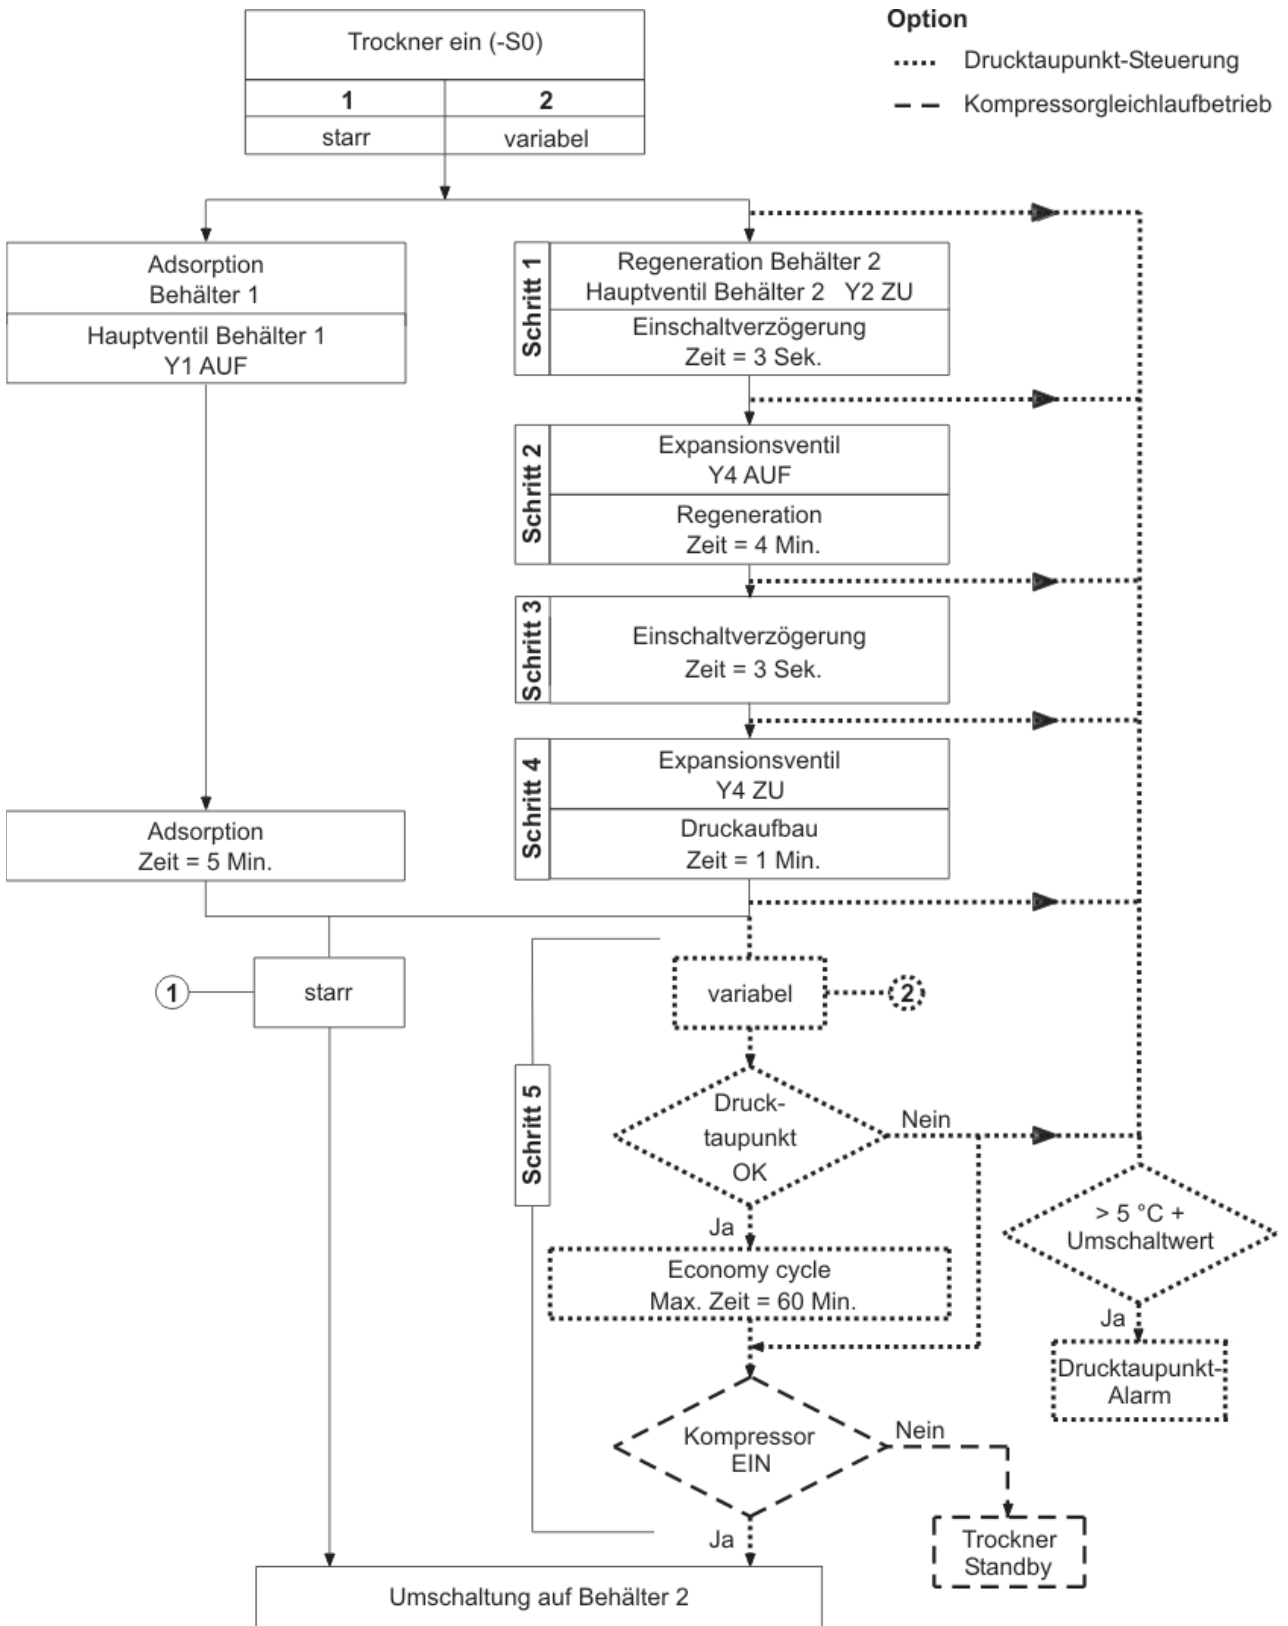 Trockner ein (-S0)
1
2
starr
variabel
Option
Drucktaupunkt-Steuerung
Kompressorgleichlaufbetrieb
Adsorption
Behälter 1
Hauptventil Behälter 1
Y1 AUF
Schritt 1
Regeneration Behälter 2
Hauptventil Behälter 2 Y2 ZU
Einschaltverzögerung
Zeit = 3 Sek.
Schritt 2
Expansionsventil
Y4 AUF
Regeneration
Zeit = 4 Min.
Schritt 3
Einschaltverzögerung
Zeit = 3 Sek.
Schritt 4
Expansionsventil
Y4 ZU
Druckaufbau
Zeit = 1 Min.
Adsorption
Zeit = 5 Min.
1
starr
variabel
2
Schritt 5
Druck-
taupunkt
OK
Nein
Ja
> 5 °C +
Umschaltwert
Ja
Drucktaupunkt-
Alarm
Economy cycle
Max. Zeit = 60 Min.
Kompressor
EIN
Nein
Ja
Trockner
Standby
Umschaltung auf Behälter 2